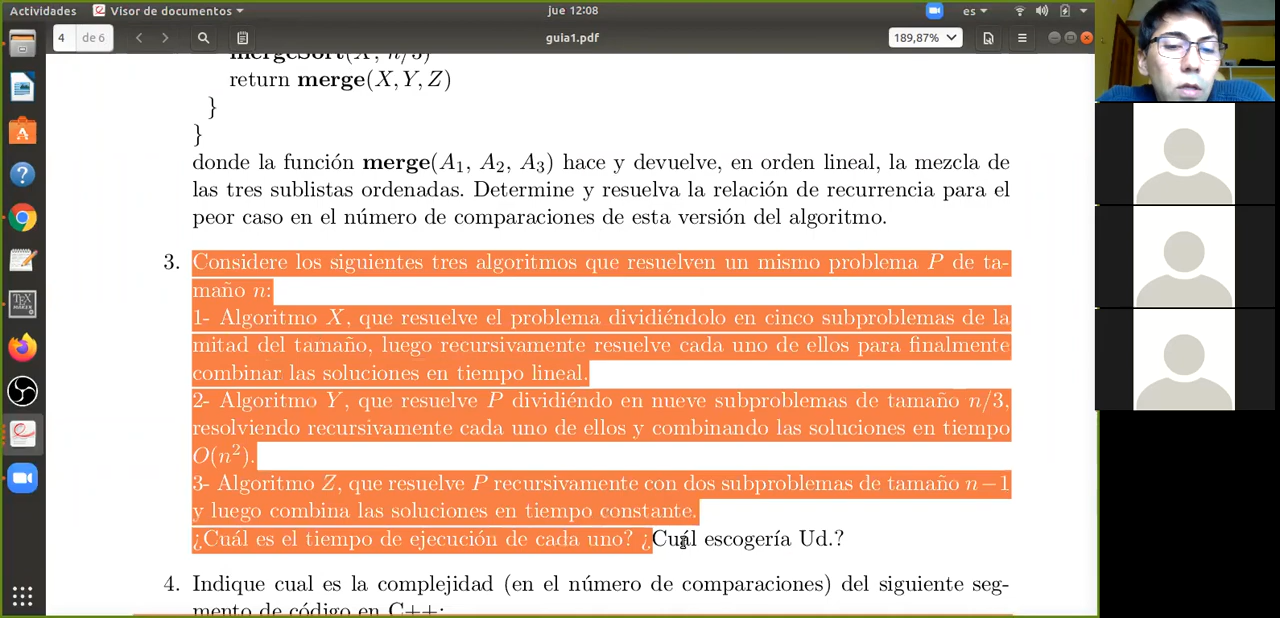 Actividades
Visor de documentos
jue 12:08
es
4
de 6
guia1.pdf
189,87%
mergeSort(X, n/3)
return merge(X, Y, Z)
}
}
donde la función merge(A₁, A₂, A₃) hace y devuelve, en orden lineal, la mezcla de
las tres sublistas ordenadas. Determine y resuelva la relación de recurrencia para el
peor caso en el número de comparaciones de esta versión del algoritmo.
3. Considere los siguientes tres algoritmos que resuelven un mismo problema P de ta-
maño n:
1- Algoritmo X, que resuelve el problema dividiéndolo en cinco subproblemas de la
mitad del tamaño, luego recursivamente resuelve cada uno de ellos para finalmente
combinar las soluciones en tiempo lineal.
2- Algoritmo Y, que resuelve P dividiéndo en nueve subproblemas de tamaño n/3,
resolviendo recursivamente cada uno de ellos y combinando las soluciones en tiempo
O(n²).
3- Algoritmo Z, que resuelve P recursivamente con dos subproblemas de tamaño n−1
y luego combina las soluciones en tiempo constante.
¿Cuál es el tiempo de ejecución de cada uno? ¿Cuál escogería Ud.?
4. Indique cual es la complejidad (en el número de comparaciones) del siguiente seg-
mento de código en C++: